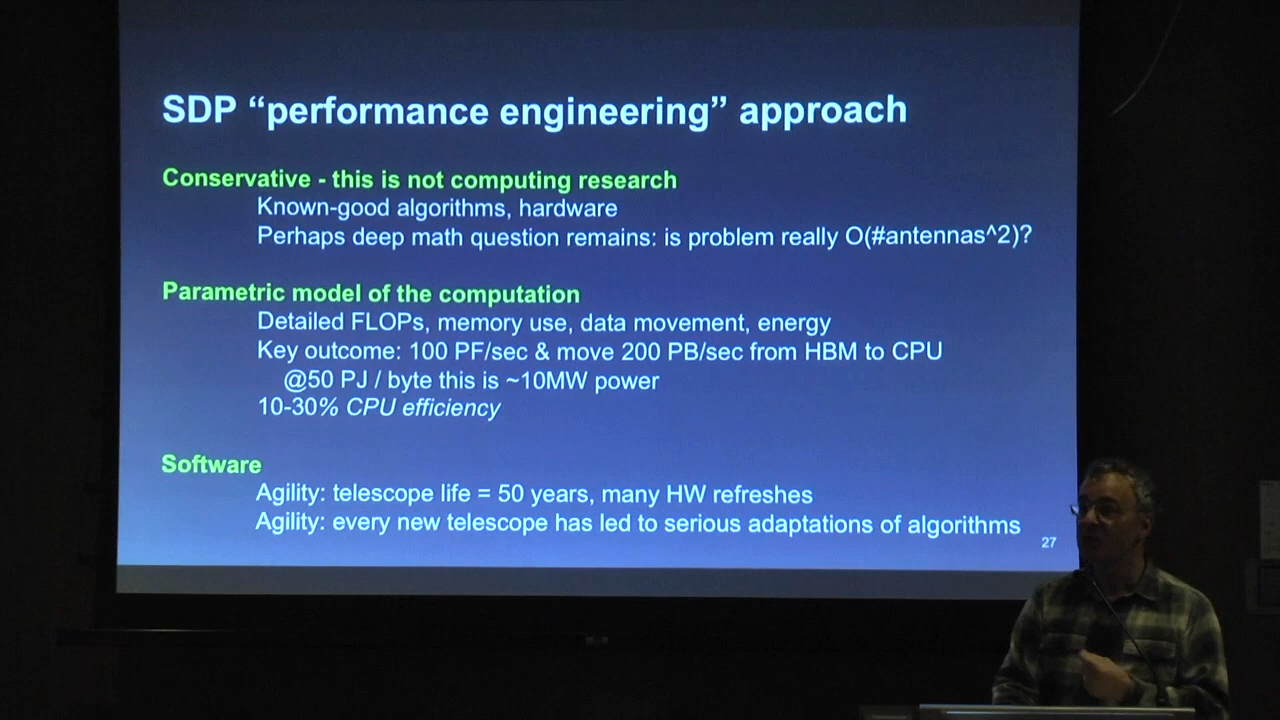 SDP “performance engineering” approach
Conservative - this is not computing research
Known-good algorithms, hardware
Perhaps deep math question remains: is problem really O(#antennas^2)?
Parametric model of the computation
Detailed FLOPs, memory use, data movement, energy
Key outcome: 100 PF/sec & move 200 PB/sec from HBM to CPU
@50 PJ / byte this is ~10MW power
10-30% CPU efficiency
Software
Agility: telescope life = 50 years, many HW refreshes
Agility: every new telescope has led to serious adaptations of algorithms
27